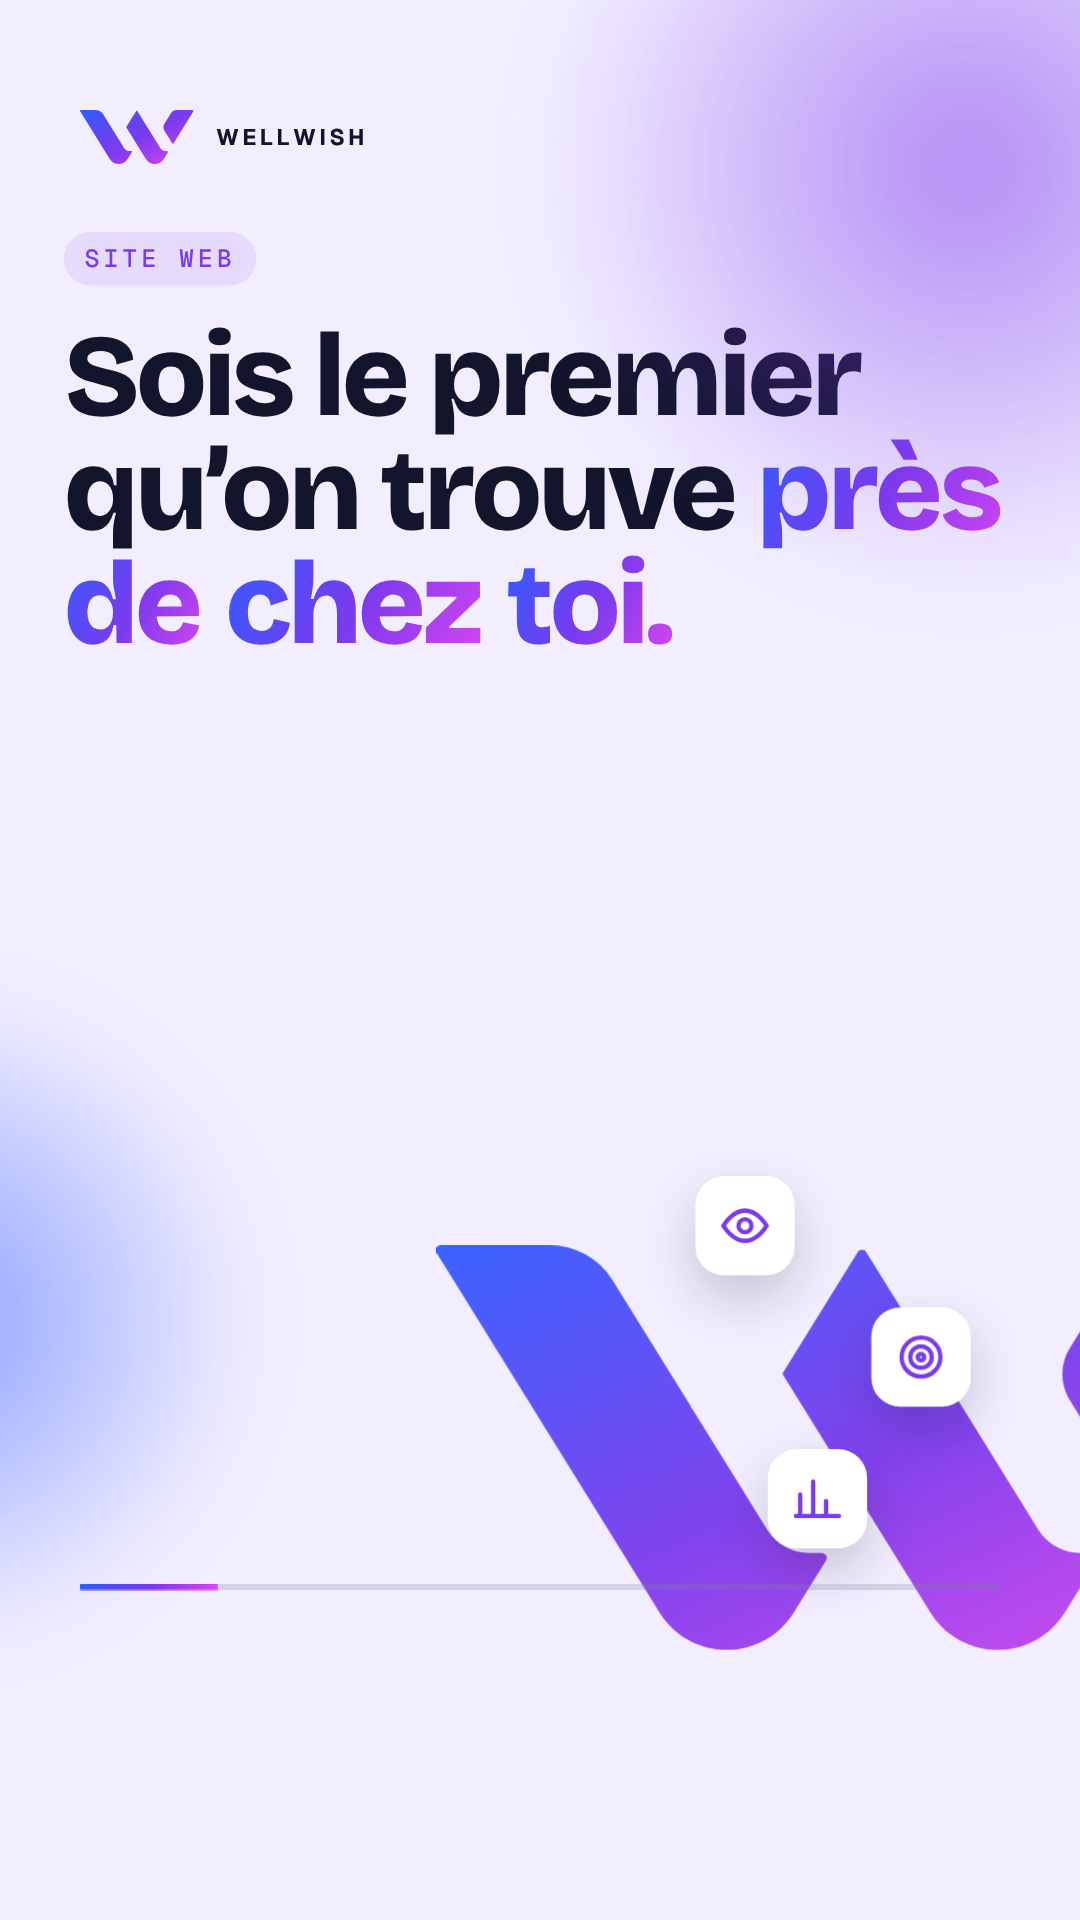 WELLWISH
SITE WEB
Sois le premier
qu’on trouve près
de chez toi.